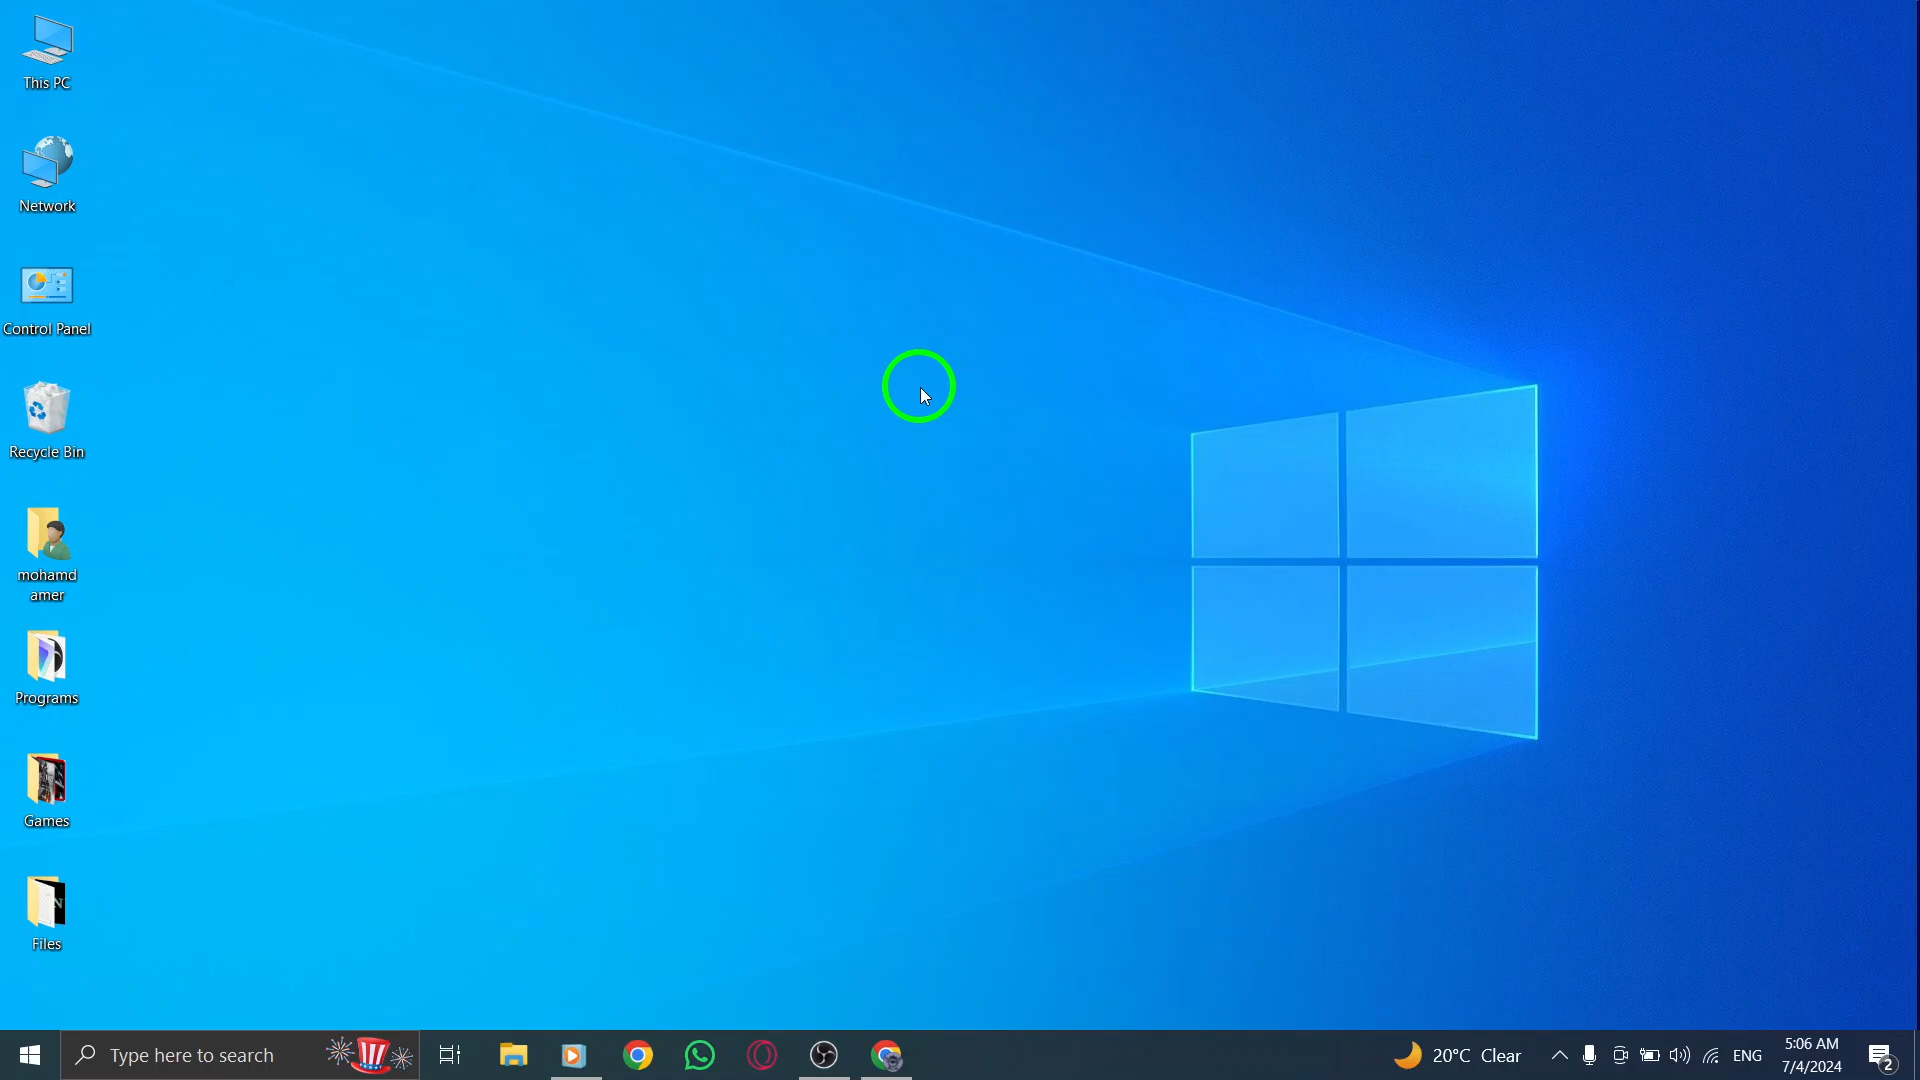 This PC
Network
Control Panel
Recycle Bin
mohamd
amer
Programs
Games
Files
Type here to search
20°C Clear
ENG
5:06 AM
7/4/2024
2